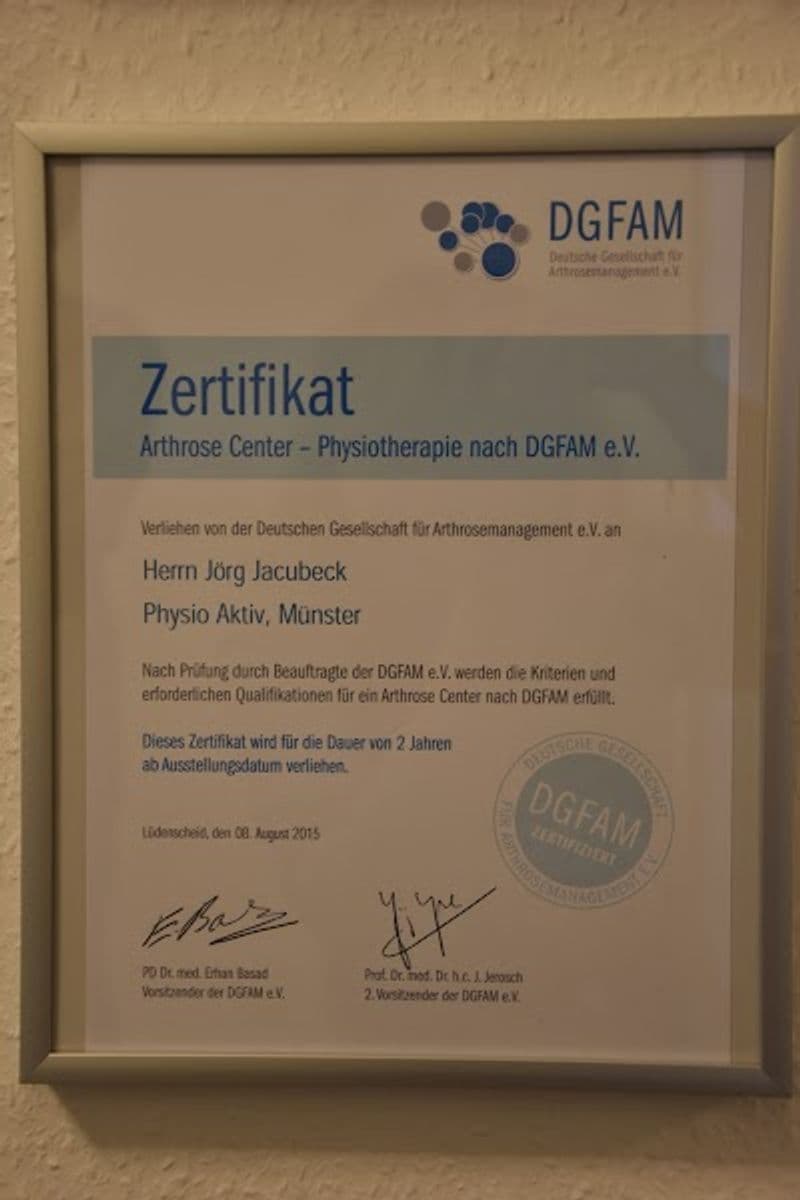 DGFAM
Deutsche Gesellschaft für
Arthrosemanagement e.V.
Zertifikat
Arthrose Center – Physiotherapie nach DGFAM e.V.
Verliehen von der Deutschen Gesellschaft für Arthrosemanagement e.V. an
Herrn Jörg Jacubeck
Physio Aktiv, Münster
Nach Prüfung durch Beauftragte der DGFAM e.V. werden die Kriterien und
erforderlichen Qualifikationen für ein Arthrose Center nach DGFAM erfüllt.
Dieses Zertifikat wird für die Dauer von 2 Jahren
ab Ausstellungsdatum verliehen.
DEUTSCHE GESELLSCHAFT
FÜR ARTHROSEMANAGEMENT E.V.
DGFAM
ZERTIFIZIERT
Lüdenscheid, den 08. August 2015
PD Dr. med. Erhan Basad
Vorsitzender der DGFAM e.V.
Prof. Dr. med. Dr. h.c. J. Jerosch
2. Vorsitzender der DGFAM e.V.